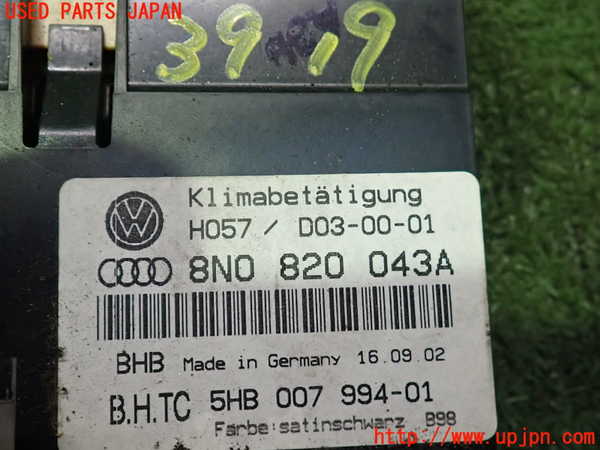 USED PARTS JAPAN
39 19
Klimabetätigung
H057 / D03-00-01
8N0 820 043A
BHB Made in Germany 16.09.02
B.H.TC 5HB 007 994-01
Farbe:satinschwarz B98
http://www.upjpn.com